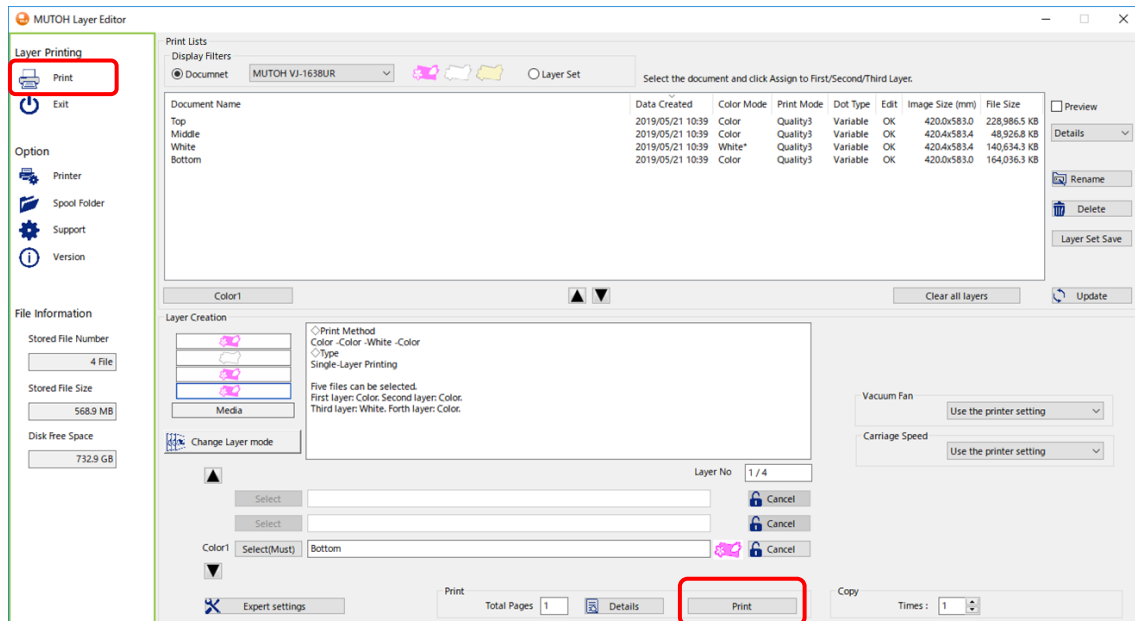 MUTOH Layer Editor
Layer Printing
Print
Exit
Option
Printer
Spool Folder
Support
Version
File Information
Stored File Number
4 File
Stored File Size
568.9 MB
Disk Free Space
732.9 GB
Print Lists
Display Filters
Documnet MUTOH VJ-1638UR Layer Set
Select the document and click Assign to First/Second/Third Layer.
Document Name Data Created Color Mode Print Mode Dot Type Edit Image Size (mm) File Size
Top 2019/05/21 10:39 Color Quality3 Variable OK 420.0x583.0 228,986.5 KB
Middle 2019/05/21 10:39 Color Quality3 Variable OK 420.4x583.4 48,926.8 KB
White 2019/05/21 10:39 White* Quality3 Variable OK 420.4x583.4 140,634.3 KB
Bottom 2019/05/21 10:39 Color Quality3 Variable OK 420.0x583.0 164,036.3 KB
Preview
Details
Rename
Delete
Layer Set Save
Color1 Clear all layers Update
Layer Creation
Media
Change Layer mode
◇Print Method
Color -Color -White -Color
◇Type
Single-Layer Printing
Five files can be selected.
First layer: Color. Second layer: Color.
Third layer: White. Forth layer: Color.
Vacuum Fan
Use the printer setting
Carriage Speed
Use the printer setting
Layer No 1 / 4
Select Cancel
Select Cancel
Color1 Select(Must) Bottom Cancel
Expert settings
Print
Total Pages 1 Details Print
Copy
Times : 1